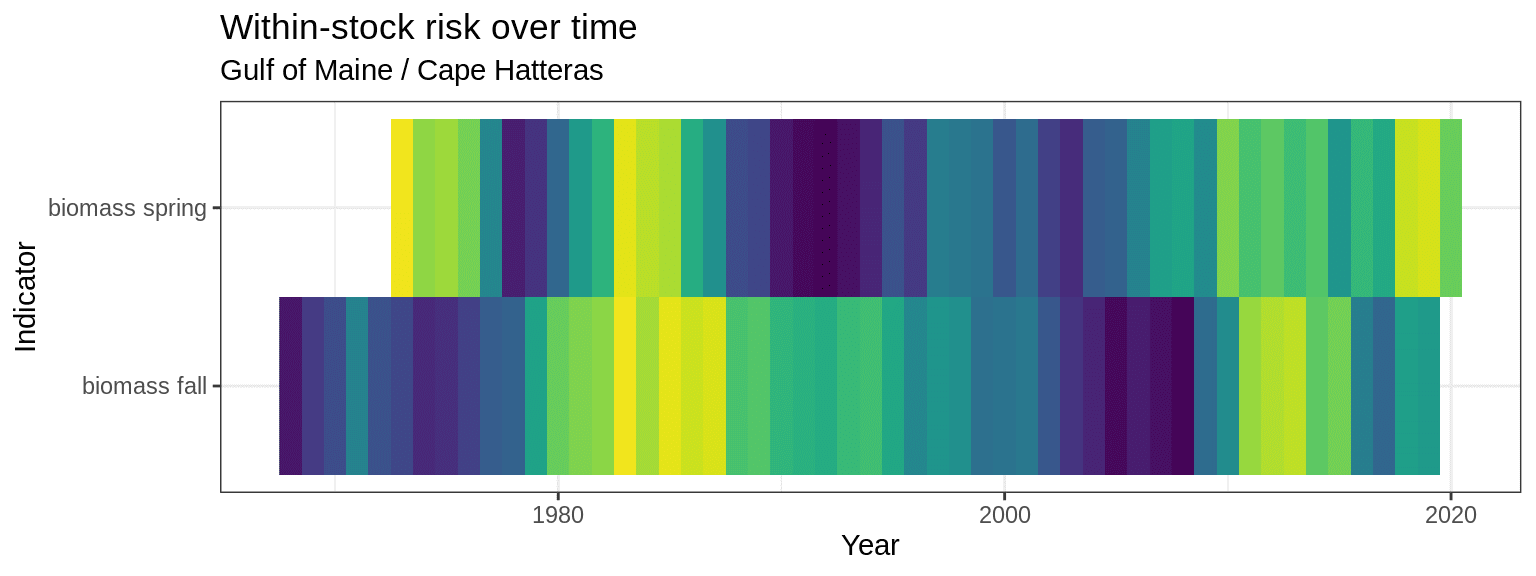 Within-stock risk over time
Gulf of Maine / Cape Hatteras
Indicator
biomass spring
biomass fall
1980
2000
2020
Year